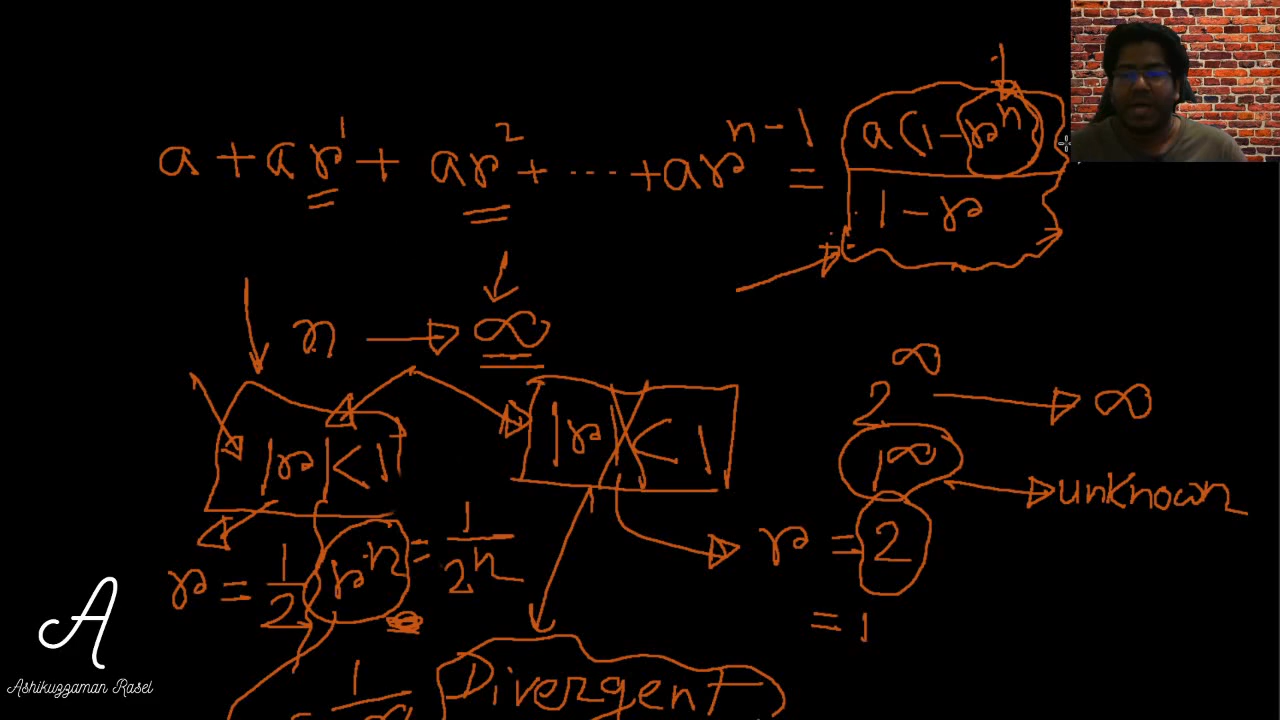 a + ar¹ + ar² + ... + arⁿ⁻¹ = a(1 - rⁿ) / 1 - r
n → ∞
|r| < 1
|r| < 1
2^∞ → ∞
1^∞ → unknown
r = 1/2 rⁿ = 1/2ⁿ
r = 2
= 1
Divergent
A
Ashikuzzaman Rasel